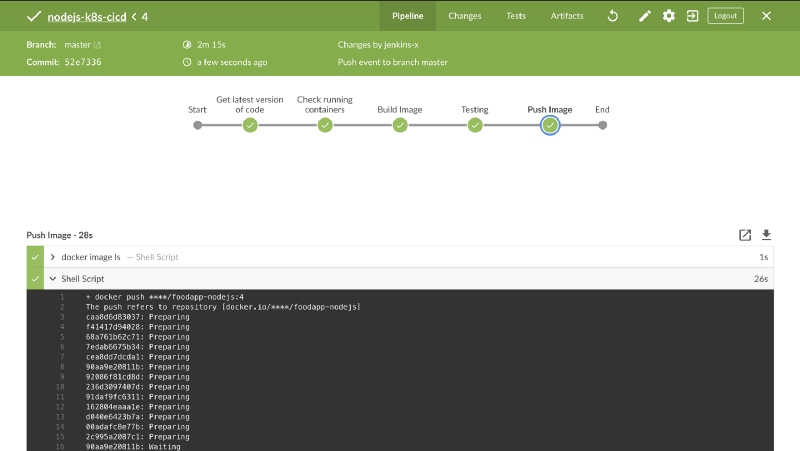 nodejs-k8s-cicd < 4
Pipeline Changes Tests Artifacts Logout
Branch: master 2m 15s Changes by jenkins-x
Commit: 52e7336 a few seconds ago Push event to branch master
Start
Get latest version of code
Check running containers
Build Image
Testing
Push Image
End
Push Image - 28s
docker image ls — Shell Script 1s
Shell Script 26s
1 + docker push ****/foodapp-nodejs:4
2 The push refers to repository [docker.io/****/foodapp-nodejs]
3 caa8d6d83037: Preparing
4 f41417d94028: Preparing
5 68a761b62c71: Preparing
6 7edab6675b34: Preparing
7 cea8dd7dcda1: Preparing
8 90aa9e20811b: Preparing
9 92086f81cd8d: Preparing
10 236d3097407d: Preparing
11 91daf9fc6311: Preparing
12 162804eaaa1e: Preparing
13 d040e6423b7a: Preparing
14 00adafc8e77b: Preparing
15 2c995a2087c1: Preparing
16 90aa9e20811b: Waiting